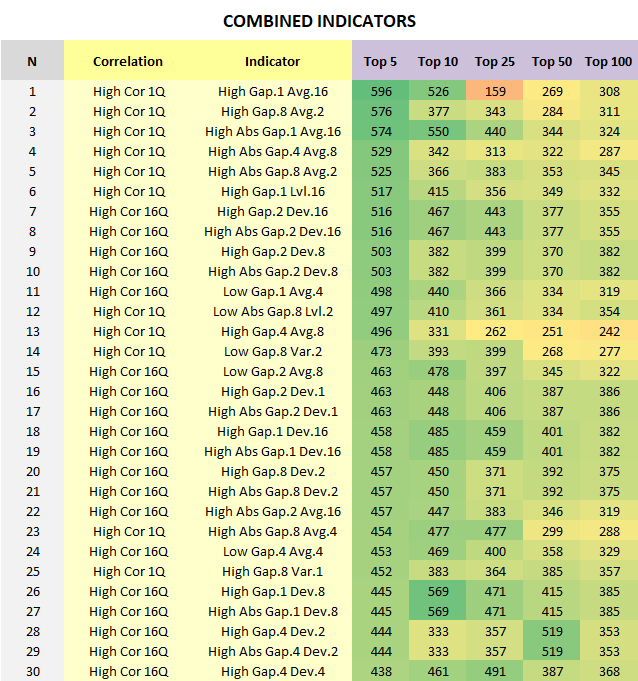 COMBINED INDICATORS
N Correlation Indicator Top 5 Top 10 Top 25 Top 50 Top 100
1 High Cor 1Q High Gap.1 Avg.16 596 526 159 269 308
2 High Cor 1Q High Gap.8 Avg.2 576 377 343 284 311
3 High Cor 1Q High Abs Gap.1 Avg.16 574 550 440 344 324
4 High Cor 1Q High Abs Gap.4 Avg.8 529 342 313 322 287
5 High Cor 1Q High Abs Gap.8 Avg.2 525 366 383 353 345
6 High Cor 1Q High Gap.1 Lvl.16 517 415 356 349 332
7 High Cor 16Q High Gap.2 Dev.16 516 467 443 377 355
8 High Cor 16Q High Abs Gap.2 Dev.16 516 467 443 377 355
9 High Cor 16Q High Gap.2 Dev.8 503 382 399 370 382
10 High Cor 16Q High Abs Gap.2 Dev.8 503 382 399 370 382
11 High Cor 16Q Low Gap.1 Avg.4 498 440 366 334 319
12 High Cor 1Q Low Abs Gap.8 Lvl.2 497 410 361 334 354
13 High Cor 1Q High Gap.4 Avg.8 496 331 262 251 242
14 High Cor 1Q Low Gap.8 Var.2 473 393 399 268 277
15 High Cor 16Q Low Gap.2 Avg.8 463 478 397 345 322
16 High Cor 16Q High Gap.2 Dev.1 463 448 406 387 386
17 High Cor 16Q High Abs Gap.2 Dev.1 463 448 406 387 386
18 High Cor 16Q High Gap.1 Dev.16 458 485 459 401 382
19 High Cor 16Q High Abs Gap.1 Dev.16 458 485 459 401 382
20 High Cor 16Q High Gap.8 Dev.2 457 450 371 392 375
21 High Cor 16Q High Abs Gap.8 Dev.2 457 450 371 392 375
22 High Cor 16Q High Abs Gap.2 Avg.16 457 447 383 346 319
23 High Cor 1Q High Abs Gap.8 Avg.4 454 477 477 299 288
24 High Cor 16Q Low Gap.4 Avg.4 453 469 400 358 329
25 High Cor 1Q High Gap.8 Var.1 452 383 364 385 357
26 High Cor 16Q High Gap.1 Dev.8 445 569 471 415 385
27 High Cor 16Q High Abs Gap.1 Dev.8 445 569 471 415 385
28 High Cor 16Q High Gap.4 Dev.2 444 333 357 519 353
29 High Cor 16Q High Abs Gap.4 Dev.2 444 333 357 519 353
30 High Cor 16Q High Gap.4 Dev.4 438 461 491 387 368